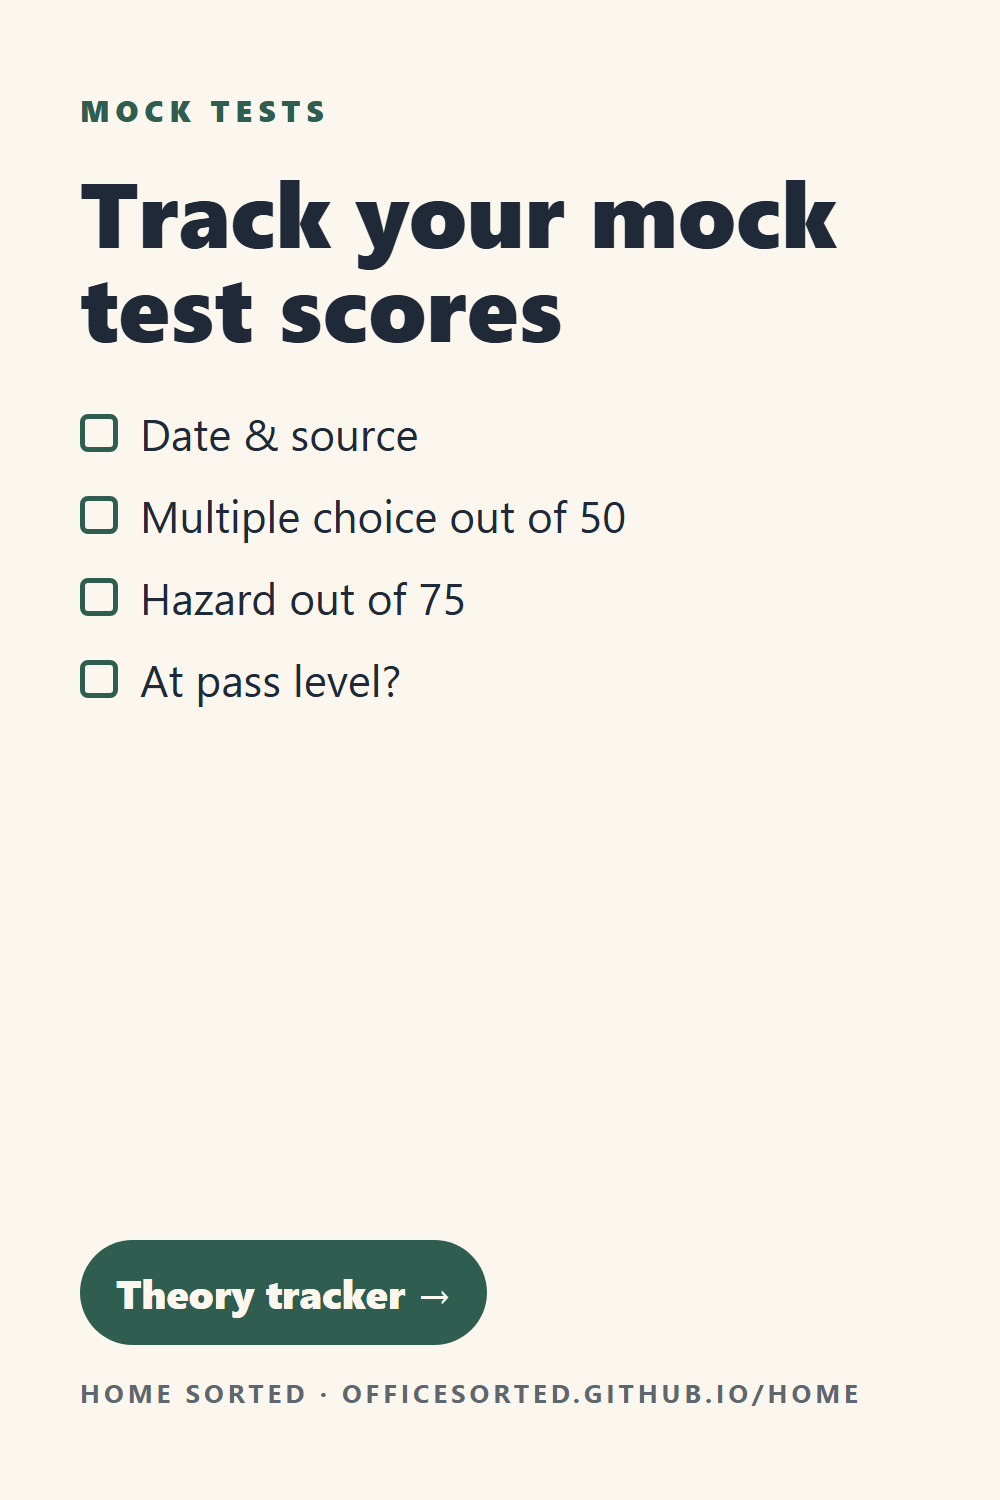 MOCK TESTS
Track your mock
test scores
Date & source
Multiple choice out of 50
Hazard out of 75
At pass level?
Theory tracker →
HOME SORTED · OFFICESORTED.GITHUB.IO/HOME